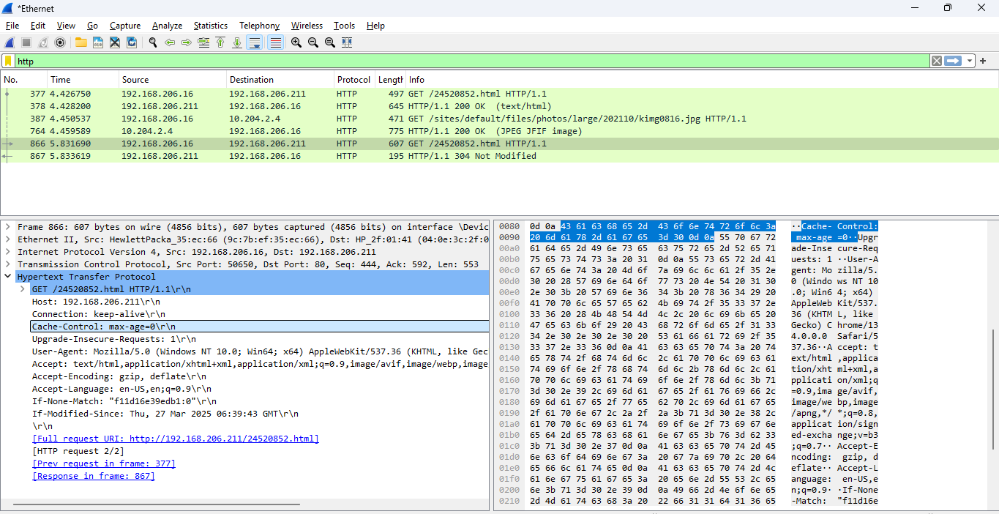 *Ethernet
File Edit View Go Capture Analyze Statistics Telephony Wireless Tools Help
http
No. Time Source Destination Protocol Length Info
377 4.426750 192.168.206.16 192.168.206.211 HTTP 497 GET /24520852.html HTTP/1.1
378 4.428200 192.168.206.211 192.168.206.16 HTTP 645 HTTP/1.1 200 OK (text/html)
387 4.450537 192.168.206.16 10.204.2.4 HTTP 471 GET /sites/default/files/photos/large/202110/kimg0816.jpg HTTP/1.1
764 4.459589 10.204.2.4 192.168.206.16 HTTP 775 HTTP/1.1 200 OK (JPEG JFIF image)
866 5.831690 192.168.206.16 192.168.206.211 HTTP 607 GET /24520852.html HTTP/1.1
867 5.833619 192.168.206.211 192.168.206.16 HTTP 195 HTTP/1.1 304 Not Modified
Frame 866: 607 bytes on wire (4856 bits), 607 bytes captured (4856 bits) on interface \Devic
Ethernet II, Src: HewlettPacka_35:ec:66 (9c:7b:ef:35:ec:66), Dst: HP_2f:01:41 (04:0e:3c:2f:0
Internet Protocol Version 4, Src: 192.168.206.16, Dst: 192.168.206.211
Transmission Control Protocol, Src Port: 50650, Dst Port: 80, Seq: 444, Ack: 592, Len: 553
Hypertext Transfer Protocol
GET /24520852.html HTTP/1.1\r\n
Host: 192.168.206.211\r\n
Connection: keep-alive\r\n
Cache-Control: max-age=0\r\n
Upgrade-Insecure-Requests: 1\r\n
User-Agent: Mozilla/5.0 (Windows NT 10.0; Win64; x64) AppleWebKit/537.36 (KHTML, like Gec
Accept: text/html,application/xhtml+xml,application/xml;q=0.9,image/avif,image/webp,image
Accept-Encoding: gzip, deflate\r\n
Accept-Language: en-US,en;q=0.9\r\n
If-None-Match: "f11d16e39edb1:0"\r\n
If-Modified-Since: Thu, 27 Mar 2025 06:39:43 GMT\r\n
\r\n
[Full request URI: http://192.168.206.211/24520852.html]
[HTTP request 2/2]
[Prev request in frame: 377]
[Response in frame: 867]
0080 0d 0a 43 61 63 68 65 2d 43 6f 6e 74 72 6f 6c 3a ··Cache- Control:
0090 20 6d 61 78 2d 61 67 65 3d 30 0d 0a 55 70 67 72 max-age =0··Upgr
00a0 61 64 65 2d 49 6e 73 65 63 75 72 65 2d 52 65 71 ade-Inse cure-Req
00b0 75 65 73 74 73 3a 20 31 0d 0a 55 73 65 72 2d 41 uests: 1 ··User-A
00c0 67 65 6e 74 3a 20 4d 6f 7a 69 6c 6c 61 2f 35 2e gent: Mo zilla/5.
00d0 30 20 28 57 69 6e 64 6f 77 73 20 4e 54 20 31 30 0 (Windo ws NT 10
00e0 2e 30 3b 20 57 69 6e 36 34 3b 20 78 36 34 29 20 .0; Win6 4; x64)
00f0 41 70 70 6c 65 57 65 62 4b 69 74 2f 35 33 37 2e AppleWeb Kit/537.
0100 33 36 20 28 4b 48 54 4d 4c 2c 20 6c 69 6b 65 20 36 (KHTM L, like
0110 47 65 63 6b 6f 29 20 43 68 72 6f 6d 65 2f 31 33 Gecko) C hrome/13
0120 34 2e 30 2e 30 2e 30 20 53 61 66 61 72 69 2f 35 4.0.0.0 Safari/5
0130 33 37 2e 33 36 0d 0a 41 63 63 65 70 74 3a 20 74 37.36··A ccept: t
0140 65 78 74 2f 68 74 6d 6c 2c 61 70 70 6c 69 63 61 ext/html ,applica
0150 74 69 6f 6e 2f 78 68 74 6d 6c 2b 78 6d 6c 2c 61 tion/xht ml+xml,a
0160 70 70 6c 69 63 61 74 69 6f 6e 2f 78 6d 6c 3b 71 pplicati on/xml;q
0170 3d 30 2e 39 2c 69 6d 61 67 65 2f 61 76 69 66 2c =0.9,ima ge/avif,
0180 69 6d 61 67 65 2f 77 65 62 70 2c 69 6d 61 67 65 image/we bp,image
0190 2f 61 70 6e 67 2c 2a 2f 2a 3b 71 3d 30 2e 38 2c /apng,*/ *;q=0.8,
01a0 61 70 70 6c 69 63 61 74 69 6f 6e 2f 73 69 67 6e applicat ion/sign
01b0 65 64 2d 65 78 63 68 61 6e 67 65 3b 76 3d 62 33 ed-excha nge;v=b3
01c0 3b 71 3d 30 2e 37 0d 0a 41 63 63 65 70 74 2d 45 ;q=0.7·· Accept-E
01d0 6e 63 6f 64 69 6e 67 3a 20 67 7a 69 70 2c 20 64 ncoding: gzip, d
01e0 65 66 6c 61 74 65 0d 0a 41 63 63 65 70 74 2d 4c eflate·· Accept-L
01f0 61 6e 67 75 61 67 65 3a 20 65 6e 2d 55 53 2c 65 anguage: en-US,e
0200 6e 3b 71 3d 30 2e 39 0d 0a 49 66 2d 4e 6f 6e 65 n;q=0.9· ·If-None
0210 2d 4d 61 74 63 68 3a 20 22 66 31 31 64 31 36 65 -Match: "f11d16e